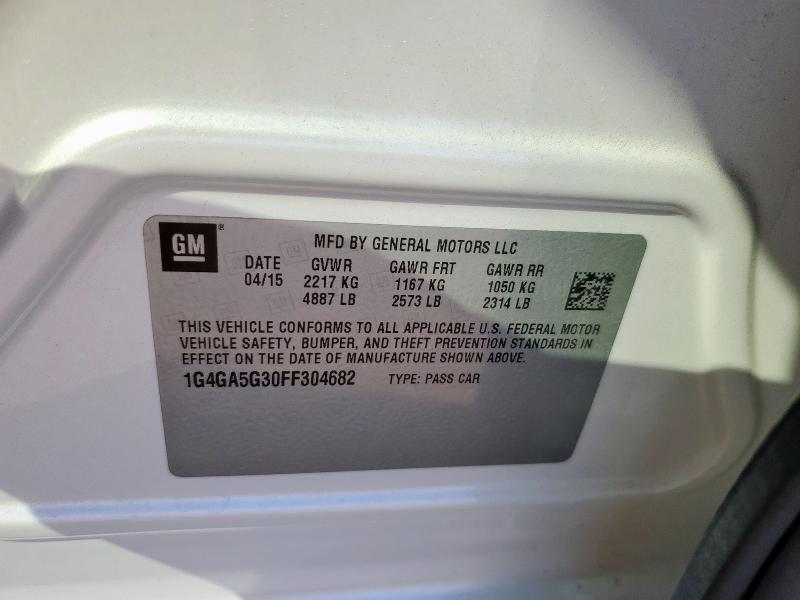 GM®
MFD BY GENERAL MOTORS LLC
DATE GVWR GAWR FRT GAWR RR
04/15 2217 KG 1167 KG 1050 KG
4887 LB 2573 LB 2314 LB
THIS VEHICLE CONFORMS TO ALL APPLICABLE U.S. FEDERAL MOTOR
VEHICLE SAFETY, BUMPER, AND THEFT PREVENTION STANDARDS IN
EFFECT ON THE DATE OF MANUFACTURE SHOWN ABOVE.
1G4GA5G30FF304682 TYPE: PASS CAR